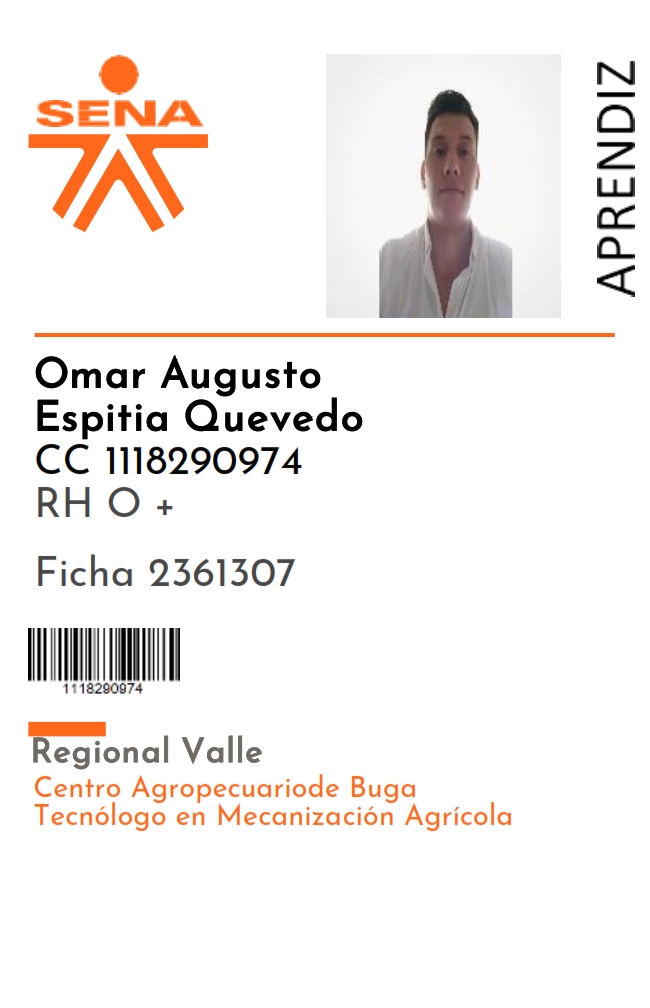 SENA
APRENDIZ
Omar Augusto
Espitia Quevedo
CC 1118290974
RH O +
Ficha 2361307
1118290974
Regional Valle
Centro Agropecuariode Buga
Tecnólogo en Mecanización Agrícola